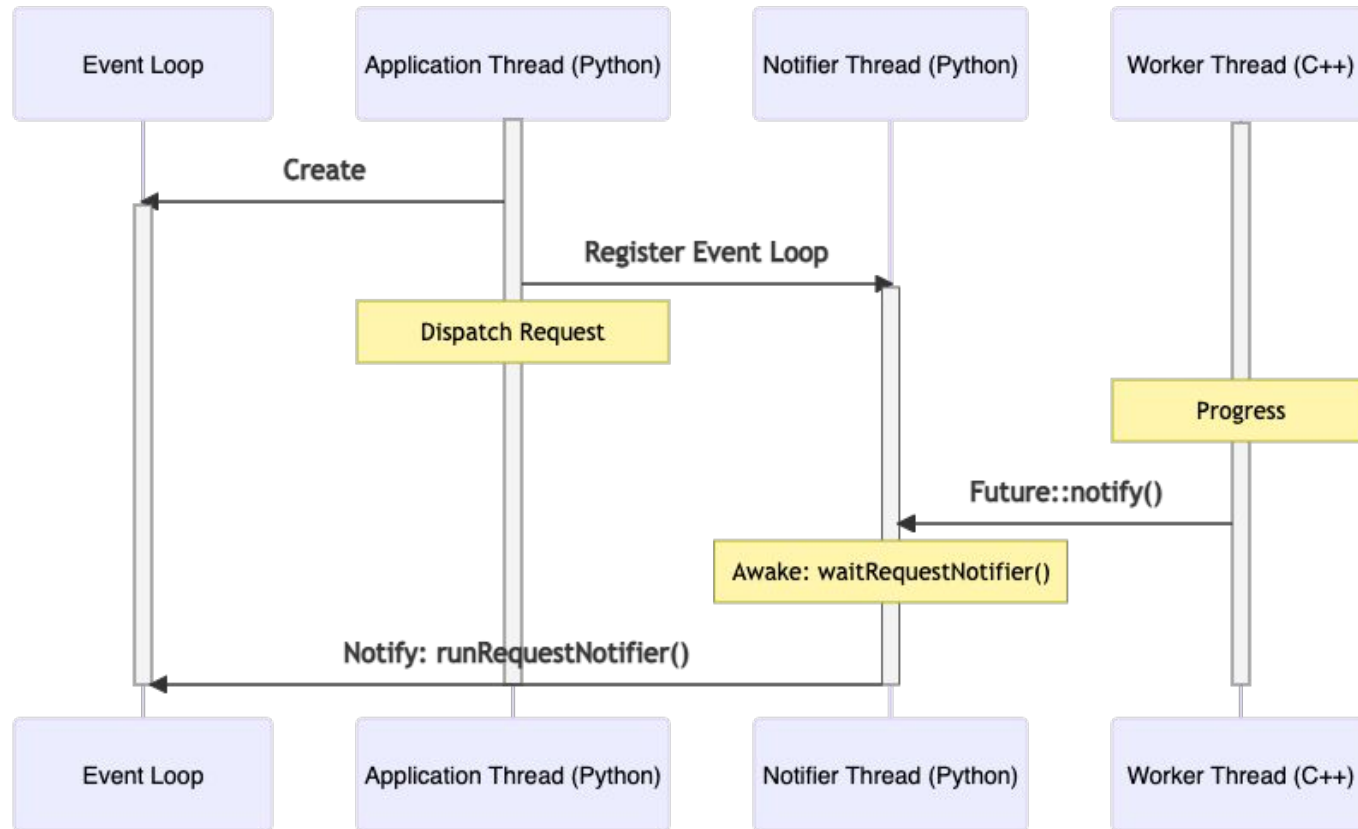 Event Loop
Application Thread (Python)
Notifier Thread (Python)
Worker Thread (C++)
Create
Register Event Loop
Dispatch Request
Progress
Future::notify()
Awake: waitRequestNotifier()
Notify: runRequestNotifier()
Event Loop
Application Thread (Python)
Notifier Thread (Python)
Worker Thread (C++)